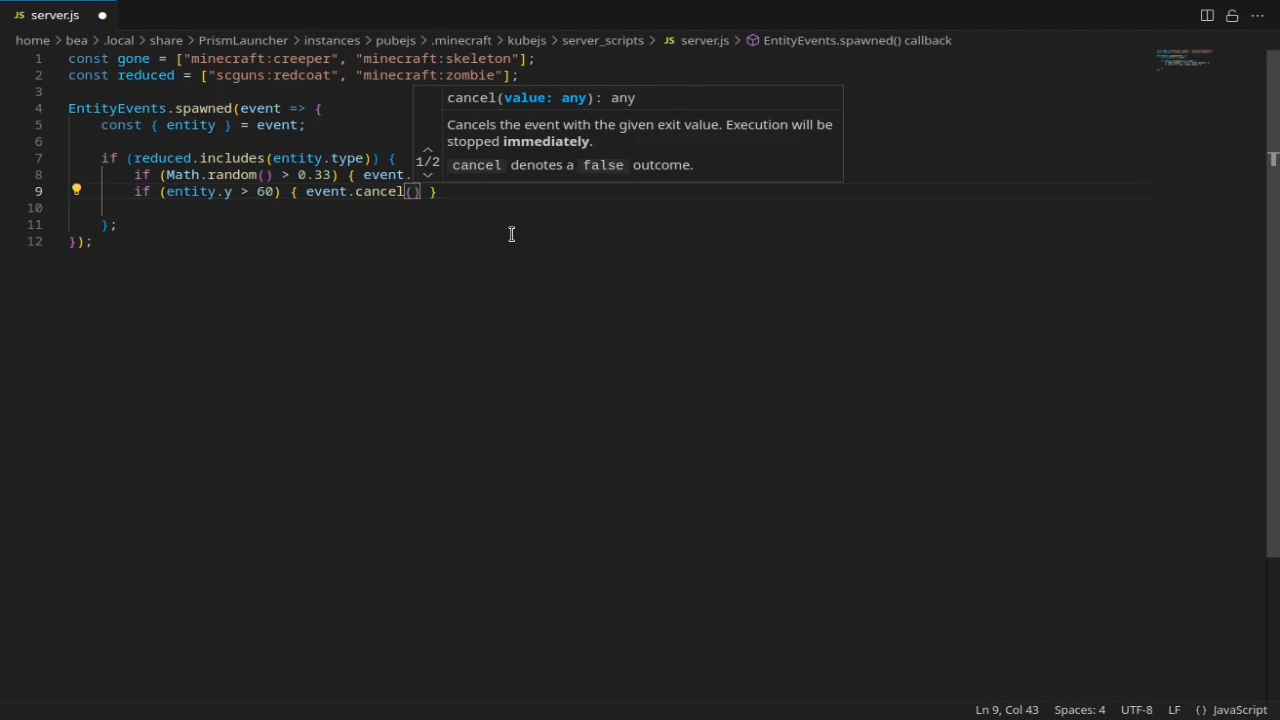 JS server.js
home > bea > .local > share > PrismLauncher > instances > pubejs > .minecraft > kubejs > server_scripts > JS server.js > EntityEvents.spawned() callback
1 const gone = ["minecraft:creeper", "minecraft:skeleton"];
2 const reduced = ["scguns:redcoat", "minecraft:zombie"];
3
4 EntityEvents.spawned(event => {
5 const { entity } = event;
6
7 if (reduced.includes(entity.type)) {
8 if (Math.random() > 0.33) { event.
9 if (entity.y > 60) { event.cancel() }
10
11 };
12 });
cancel(value: any): any
Cancels the event with the given exit value. Execution will be
stopped immediately.
1/2
cancel denotes a false outcome.
Ln 9, Col 43 Spaces: 4 UTF-8 LF {} JavaScript